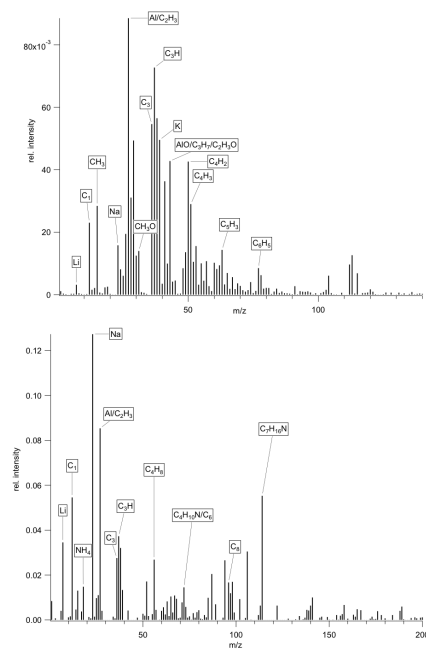 Al/C₂H₃
80x10⁻³
C₃H
60
C₃
K
rel. intensity
AlO/C₃H₇/C₂H₃O
40
CH₃
C₄H₂
C₁
C₄H₃
Na
CH₃O
C₅H₃
20
C₆H₅
Li
0
50
100
m/z
Na
0.12
0.10
Al/C₂H₃
C₇H₁₆N
rel. intensity
0.08
C₁
C₄H₈
0.06
Li
C₃H
C₄H₁₀N/C₆
0.04
NH₄
C₃
C₈
0.02
0.00
50
100
150
200
m/z